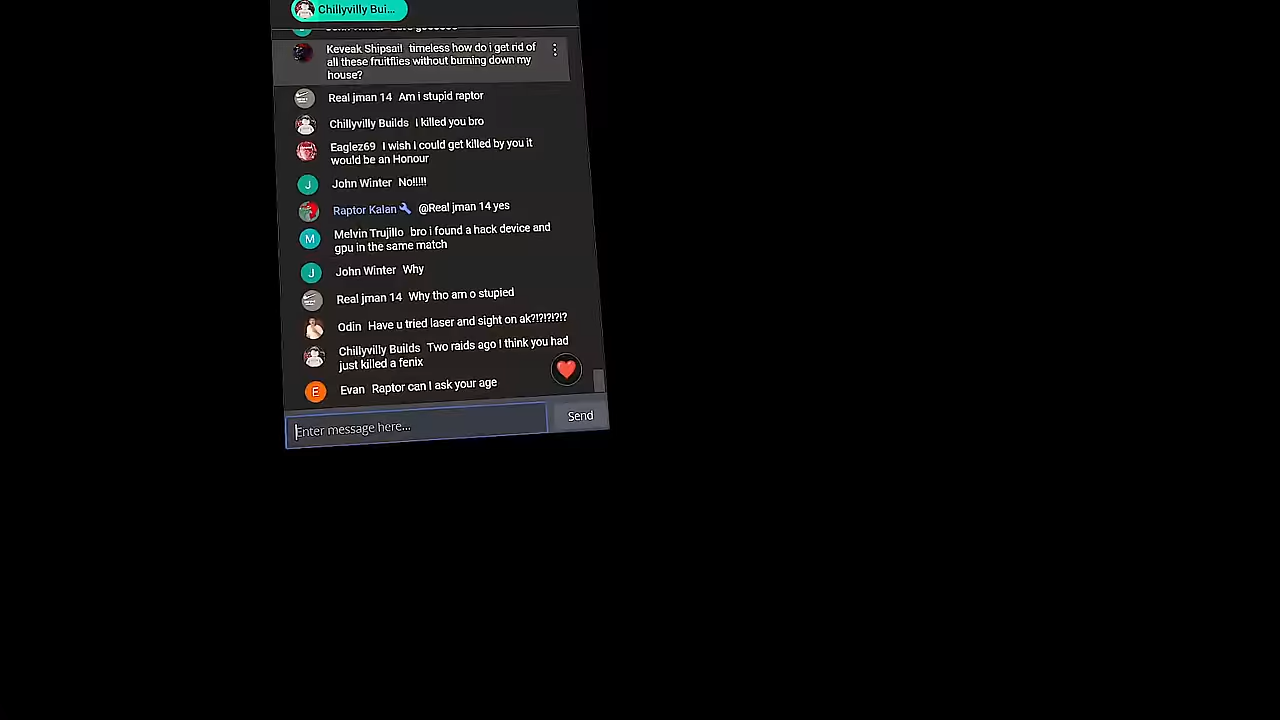 Chillyvilly Bui...
John Winter
Keveak Shipsail timeless how do i get rid of
all these fruitflies without burning down my
house?
Real jman 14 Am i stupid raptor
Chillyvilly Builds I killed you bro
Eaglez69 I wish i could get killed by you it
would be an Honour
J
John Winter No!!!!!
Raptor Kalan @Real jman 14 yes
M
Melvin Trujillo bro i found a hack device and
gpu in the same match
J
John Winter Why
Real jman 14 Why tho am o stupied
Odin Have u tried laser and sight on ak?!?!?!?!?
Chillyvilly Builds Two raids ago I think you had
just killed a fenix
E
Evan Raptor can I ask your age
Enter message here...
Send